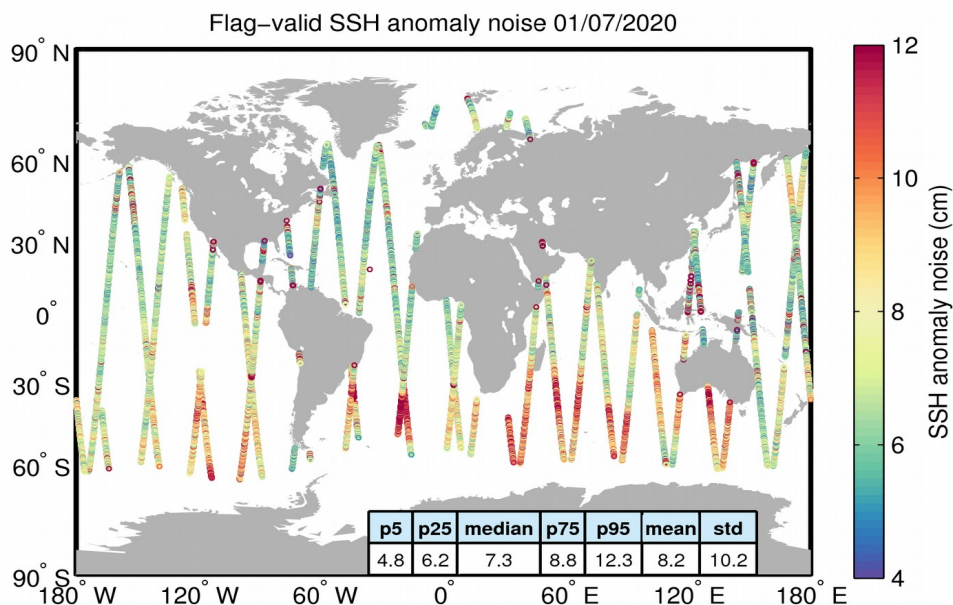 Flag–valid SSH anomaly noise 01/07/2020
90° N
60° N
30° N
0°
30° S
60° S
90° S
180° W
120° W
60° W
0°
60° E
120° E
180° E
12
10
8
6
4
SSH anomaly noise (cm)
p5 p25 median p75 p95 mean std
4.8 6.2 7.3 8.8 12.3 8.2 10.2